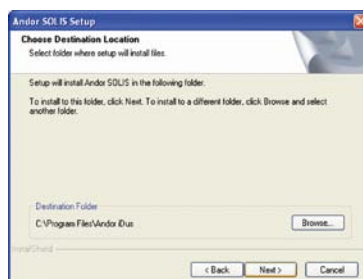 Andor SOLIS Setup
Choose Destination Location
Select folder where setup will install files.
Setup will install Andor SOLIS in the following folder.
To install to this folder, click Next. To install to a different folder, click Browse and select
another folder.
Destination Folder
C:\Program Files\Andor iDus
Browse...
InstallShield
< Back
Next >
Cancel